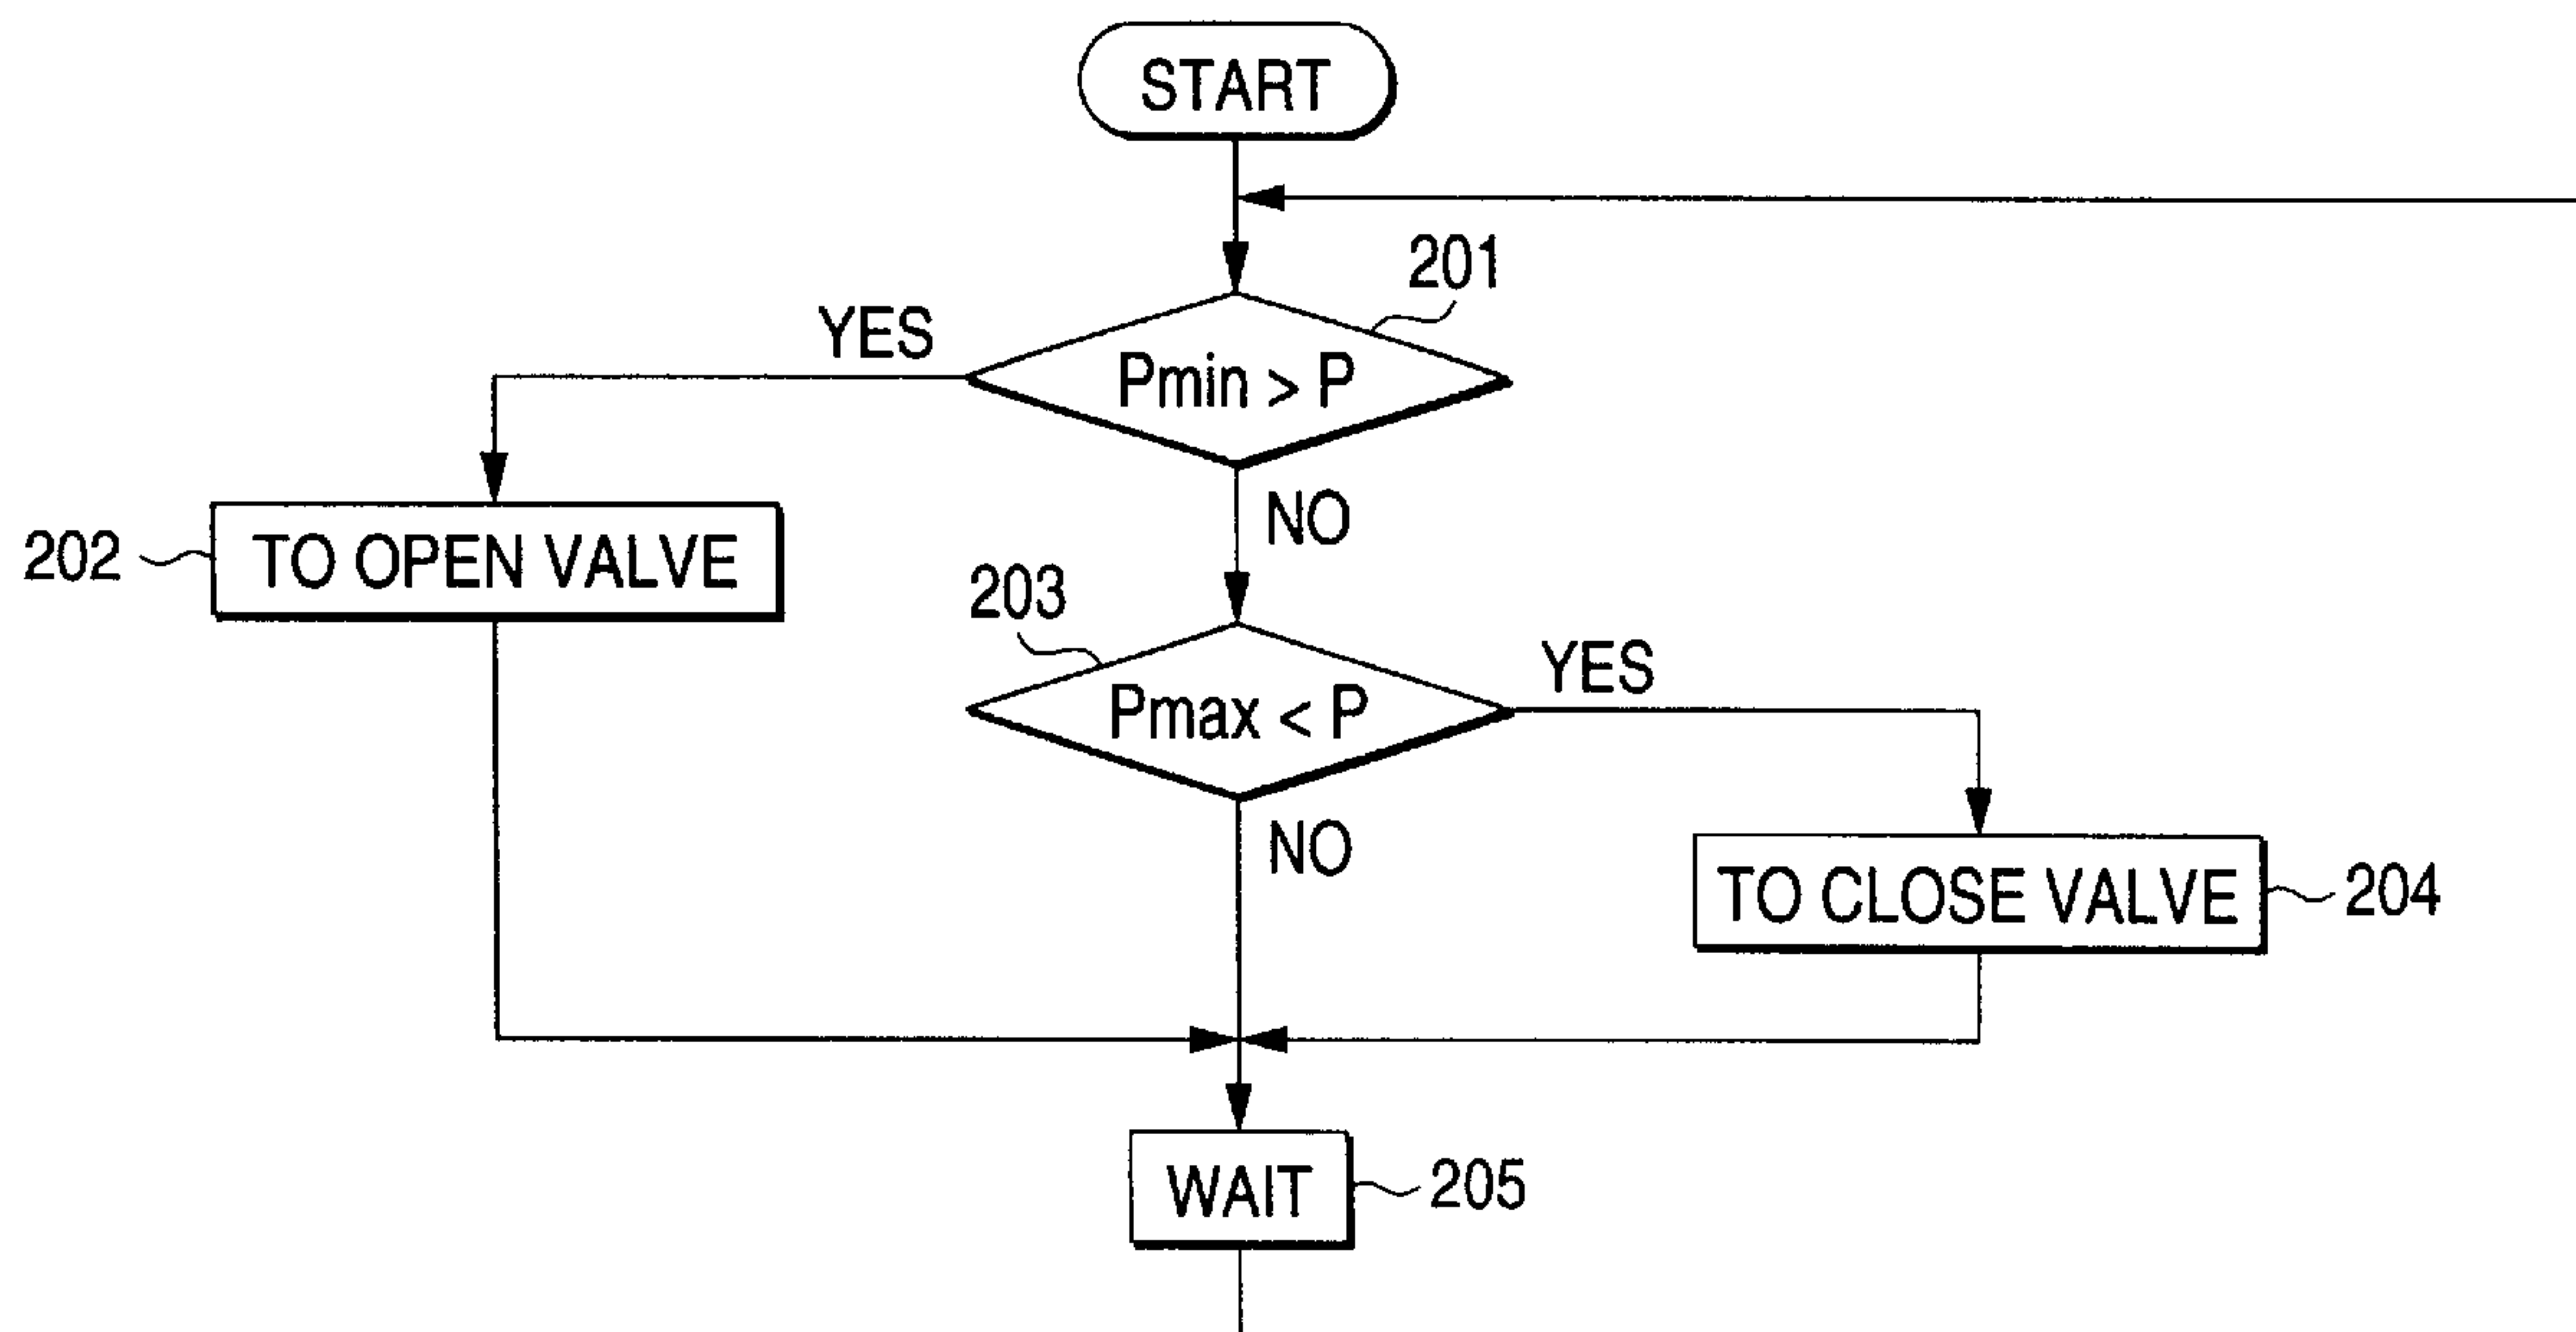 START
201
YES
Pmin > P
NO
202
TO OPEN VALVE
203
YES
Pmax < P
NO
TO CLOSE VALVE
204
WAIT
205